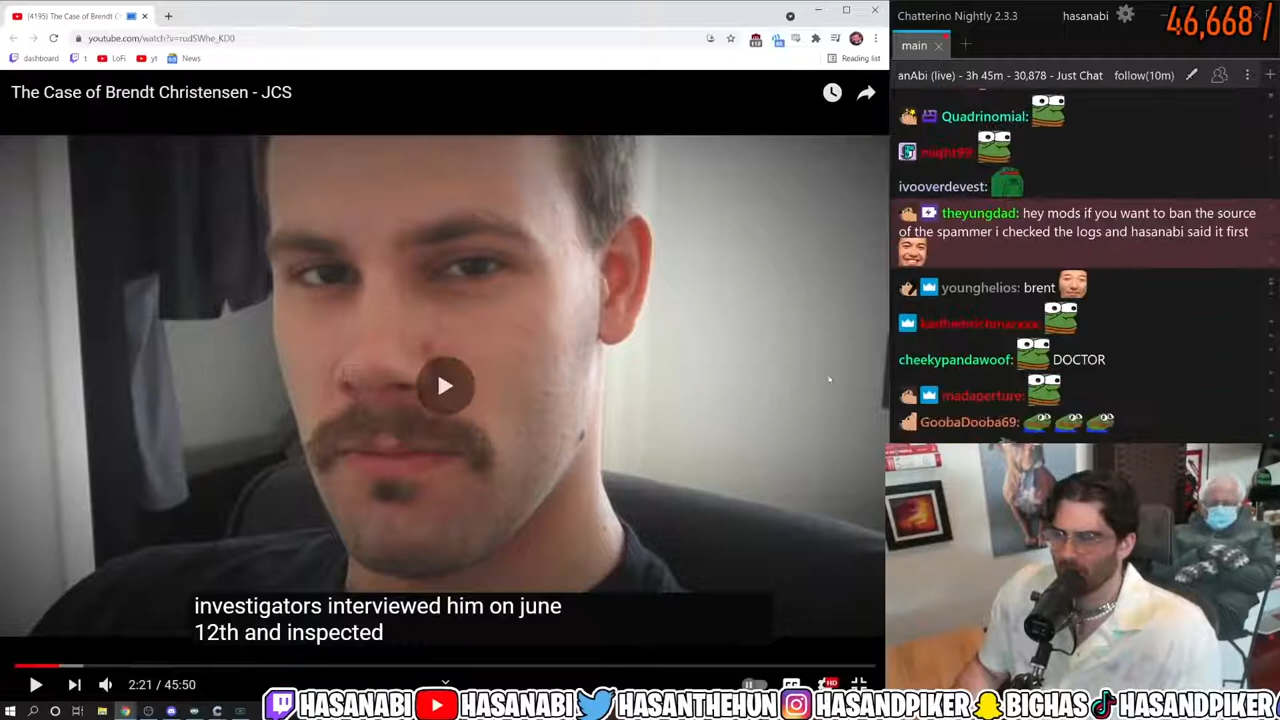 (4195) The Case of Brendt C
youtube.com/watch?v=rudSWhe_KD0
dashboard
t
LoFi
yt
News
Reading list
The Case of Brendt Christensen - JCS
investigators interviewed him on june
12th and inspected
2:21 / 45:50
CC
HD
Chatterino Nightly 2.3.3
hasanabi
46,668 /
main
anAbi (live) - 3h 45m - 30,878 - Just Chat
follow(10m)
Quadrinomial:
ivooverdevest:
theyungdad: hey mods if you want to ban the source
of the spammer i checked the logs and hasanabi said it first
younghelios: brent
cheekypandawoof: DOCTOR
madaperture:
GoobaDooba69:
HASANABI HASANABI HASANTHEHUN HASANDPIKER BIGHAS HASANDPIKER